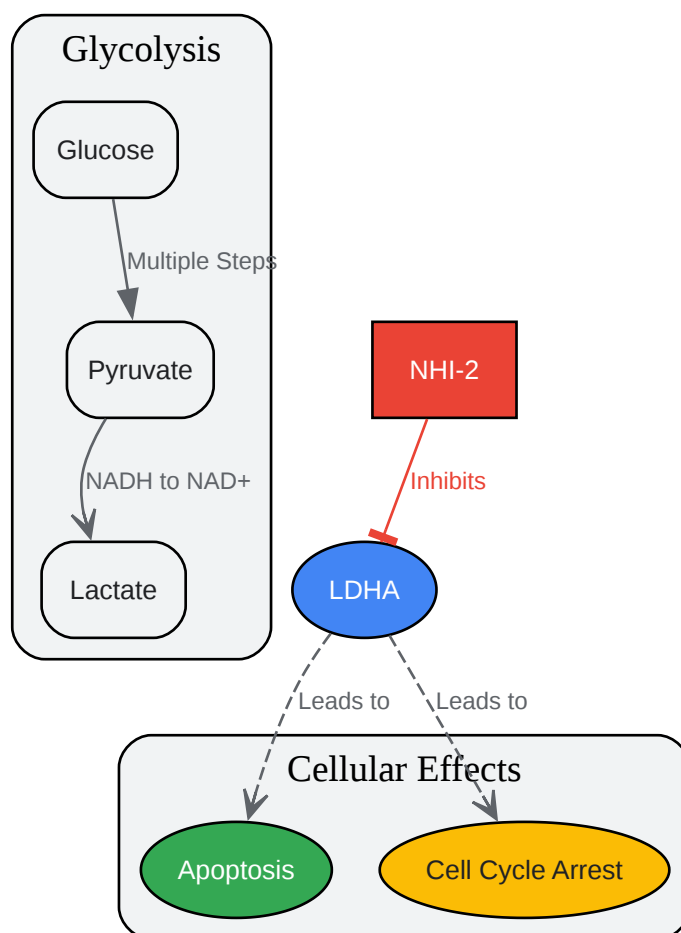 Glycolysis
Glucose
Multiple Steps
Pyruvate
NHI-2
NADH to NAD+
Inhibits
Lactate
LDHA
Leads to
Leads to
Cellular Effects
Apoptosis
Cell Cycle Arrest